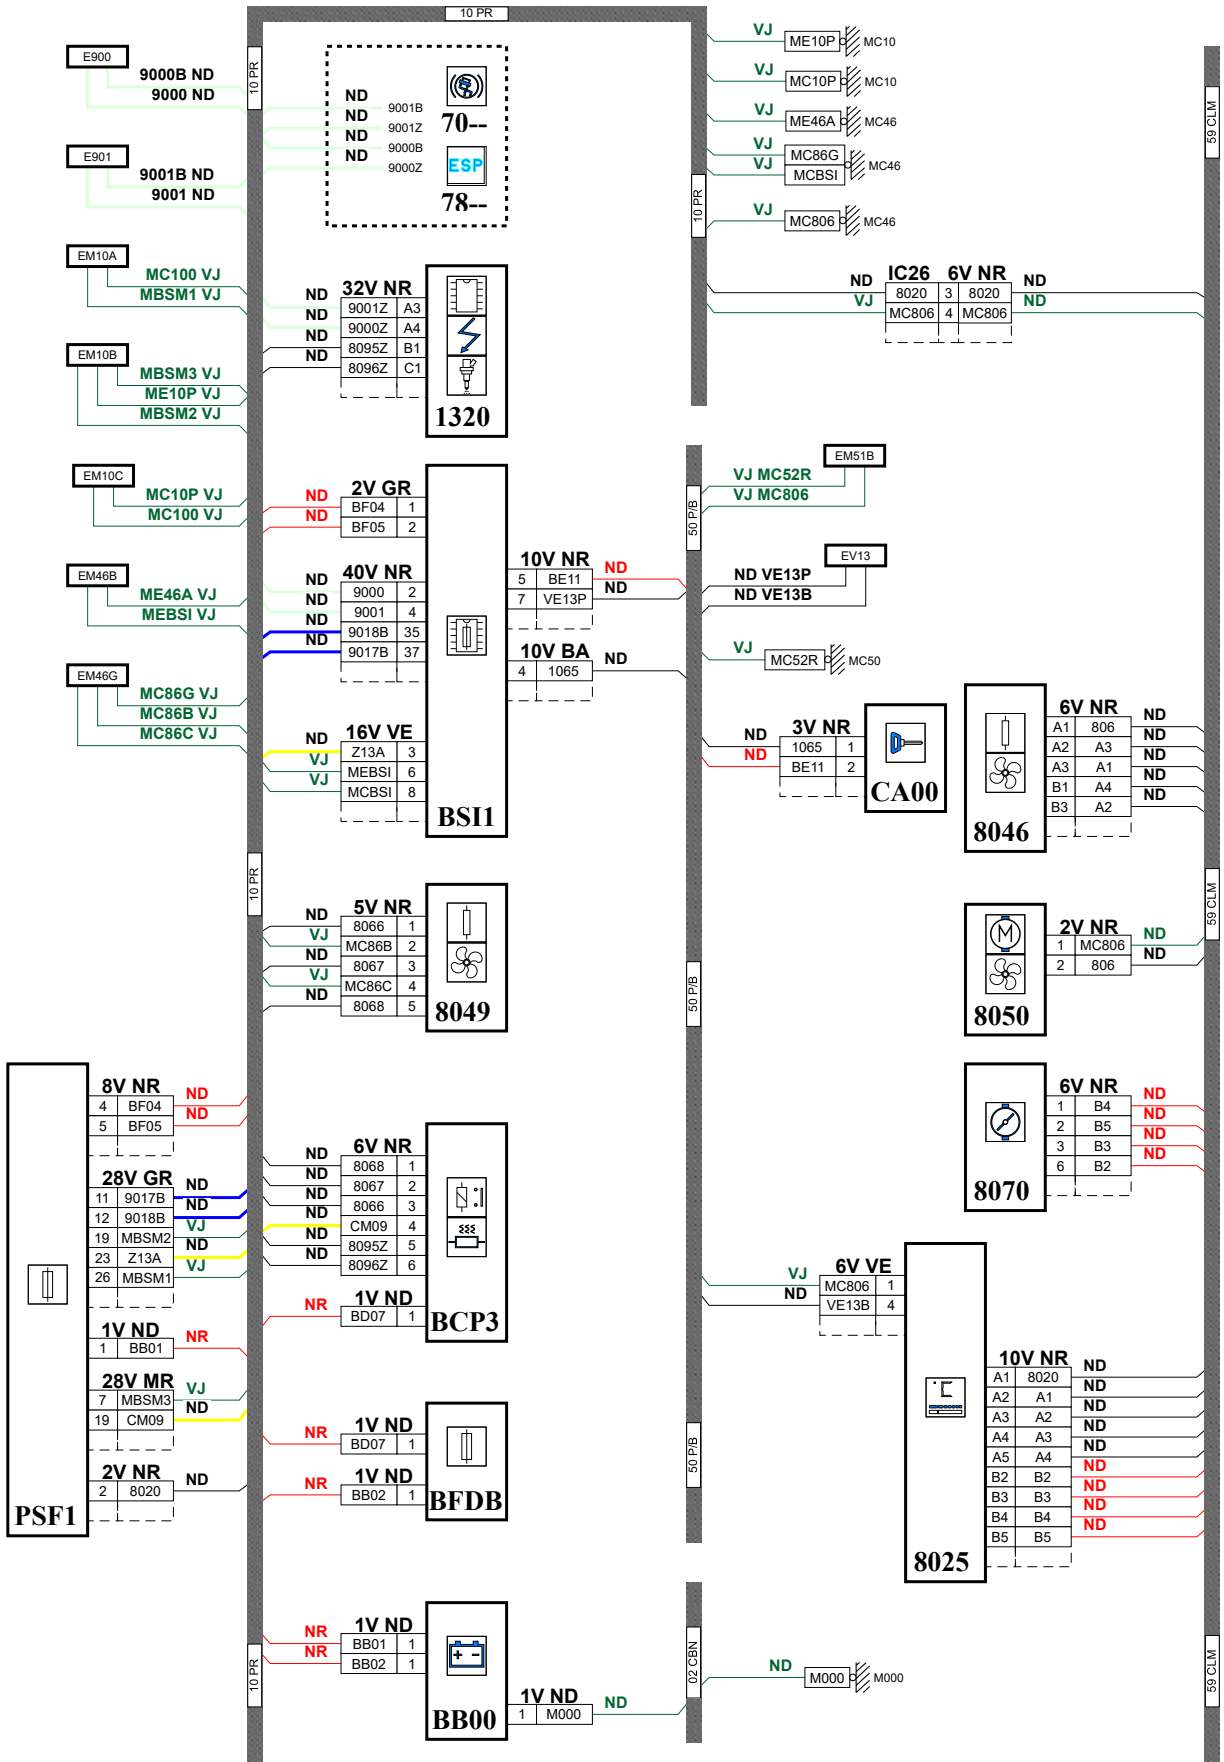 10 PR
E900
9000B ND
9000 ND
10 PR
E901
9001B ND
9001 ND
ND 9001B
ND 9001Z
ND 9000B
ND 9000Z
70--
ESP
78--
VJ ME10P MC10
VJ MC10P MC10
VJ ME46A MC46
VJ MC86G
VJ MCBSI MC46
VJ MC806 MC46
10 PR
59 CLM
EM10A
MC100 VJ
MBSM1 VJ
EM10B
MBSM3 VJ
ME10P VJ
MBSM2 VJ
EM10C
MC10P VJ
MC100 VJ
EM46B
ME46A VJ
MEBSI VJ
EM46G
MC86G VJ
MC86B VJ
MC86C VJ
32V NR
ND 9001Z A3
ND 9000Z A4
ND 8095Z B1
ND 8096Z C1
1320
IC26 6V NR
ND 8020 3 8020 ND
VJ MC806 4 MC806 ND
2V GR
ND BF04 1
ND BF05 2
40V NR
ND 9000 2
ND 9001 4
ND 9018B 35
ND 9017B 37
16V VE
ND Z13A 3
VJ MEBSI 6
VJ MCBSI 8
BSI1
10V NR
5 BE11 ND
7 VE13P ND
10V BA
4 1065 ND
50 P/B
EM51B
VJ MC52R
VJ MC806
EV13
ND VE13P
ND VE13B
VJ MC52R MC50
3V NR
ND 1065 1
ND BE11 2
CA00
6V NR
A1 806 ND
A2 A3 ND
A3 A1 ND
B1 A4 ND
B3 A2 ND
8046
10 PR
5V NR
ND 8066 1
VJ MC86B 2
ND 8067 3
VJ MC86C 4
ND 8068 5
8049
50 P/B
59 CLM
M
2V NR
1 MC806 ND
2 806 ND
8050
8V NR
4 BF04 ND
5 BF05 ND
28V GR
11 9017B ND
12 9018B ND
19 MBSM2 VJ
23 Z13A ND
26 MBSM1 VJ
1V ND
1 BB01 NR
28V MR
7 MBSM3 VJ
19 CM09 ND
2V NR
2 8020 ND
PSF1
6V NR
ND 8068 1
ND 8067 2
ND 8066 3
ND CM09 4
ND 8095Z 5
ND 8096Z 6
1V ND
NR BD07 1
BCP3
6V NR
1 B4 ND
2 B5 ND
3 B3 ND
6 B2 ND
8070
6V VE
VJ MC806 1
ND VE13B 4
°C
10V NR
A1 8020 ND
A2 A1 ND
A3 A2 ND
A4 A3 ND
A5 A4 ND
B2 B2 ND
B3 B3 ND
B4 B4 ND
B5 B5 ND
8025
1V ND
NR BD07 1
1V ND
NR BB02 1
BFDB
50 P/B
10 PR
1V ND
NR BB01 1
NR BB02 1
+ -
BB00
1V ND
1 M000 ND
02 CBN
ND M000 M000
59 CLM